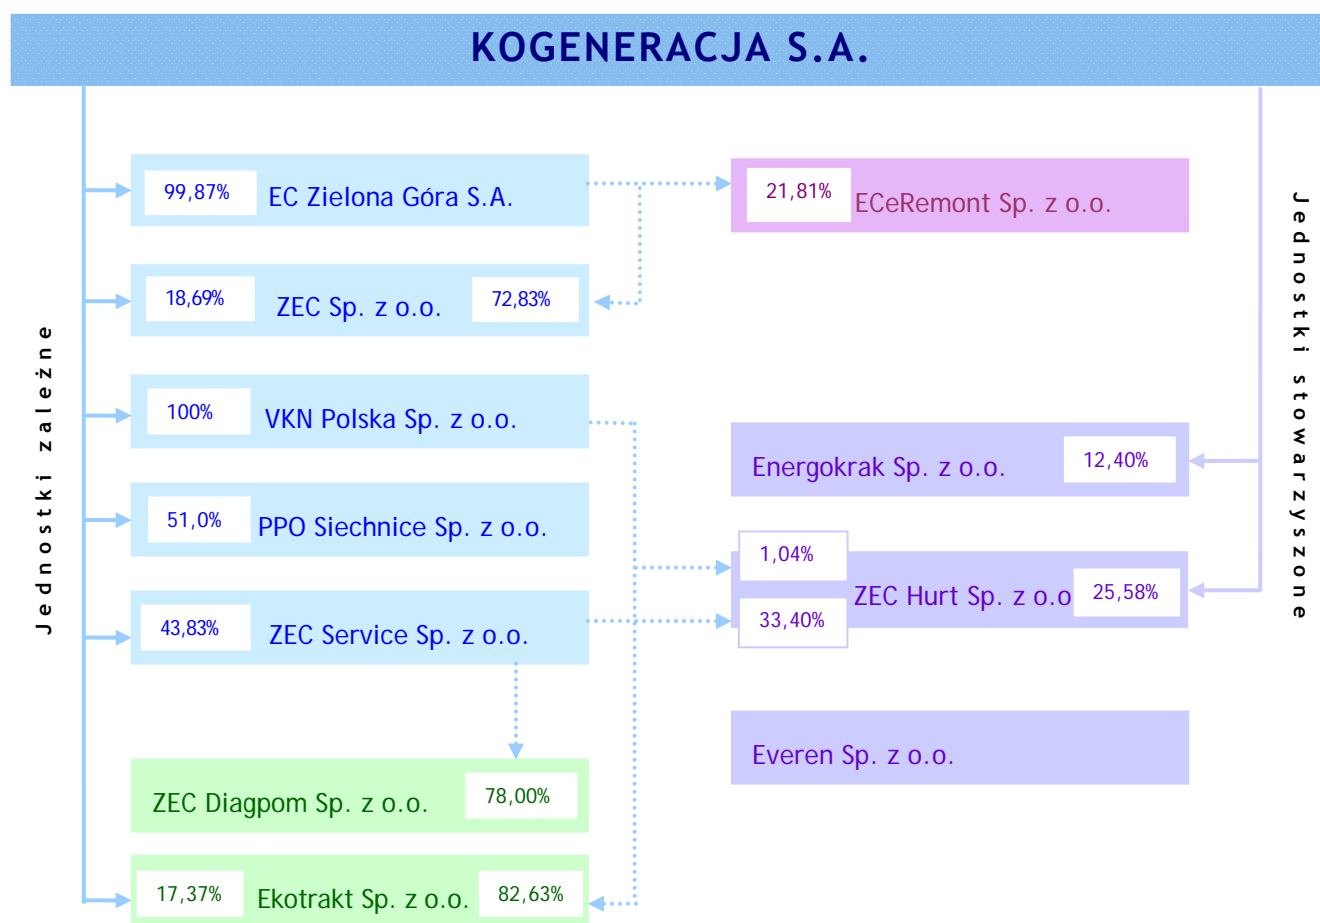 KOGENERACJA S.A.
Jednostki zależne
99,87% EC Zielona Góra S.A.
18,69% ZEC Sp. z o.o. 72,83%
100% VKN Polska Sp. z o.o.
51,0% PPO Siechnice Sp. z o.o.
43,83% ZEC Service Sp. z o.o.
ZEC Diagpom Sp. z o.o. 78,00%
17,37% Ekotrakt Sp. z o.o. 82,63%
21,81% ECeRemont Sp. z o.o.
Energokrak Sp. z o.o. 12,40%
1,04%
ZEC Hurt Sp. z o.o 25,58%
33,40%
Everen Sp. z o.o.
Jednostki stowarzyszone